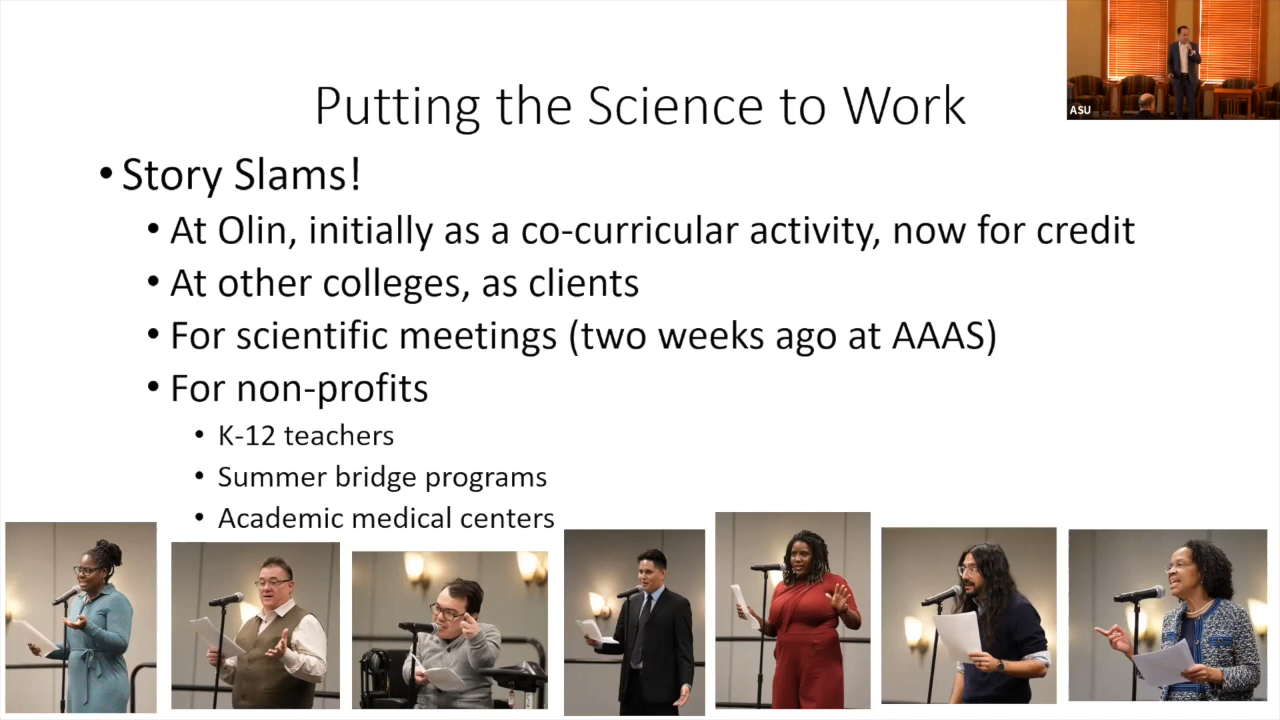 Putting the Science to Work
ASU
• Story Slams!
• At Olin, initially as a co-curricular activity, now for credit
• At other colleges, as clients
• For scientific meetings (two weeks ago at AAAS)
• For non-profits
• K-12 teachers
• Summer bridge programs
• Academic medical centers